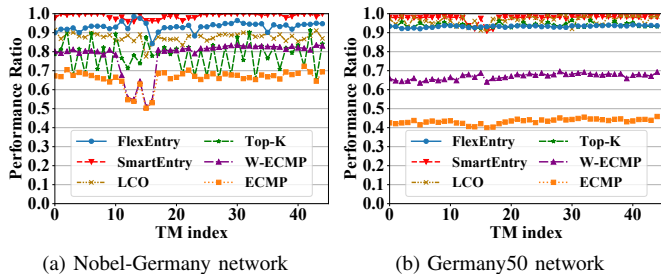 Performance Ratio
1.0
0.9
0.8
0.7
0.6
0.5
0.4
0.3
0.2
0.1
0.0
FlexEntry
SmartEntry
LCO
Top-K
W-ECMP
ECMP
0 10 20 30 40
TM index
(a) Nobel-Germany network
Performance Ratio
1.0
0.9
0.8
0.7
0.6
0.5
0.4
0.3
0.2
0.1
0.0
FlexEntry
SmartEntry
LCO
Top-K
W-ECMP
ECMP
0 10 20 30 40
TM index
(b) Germany50 network